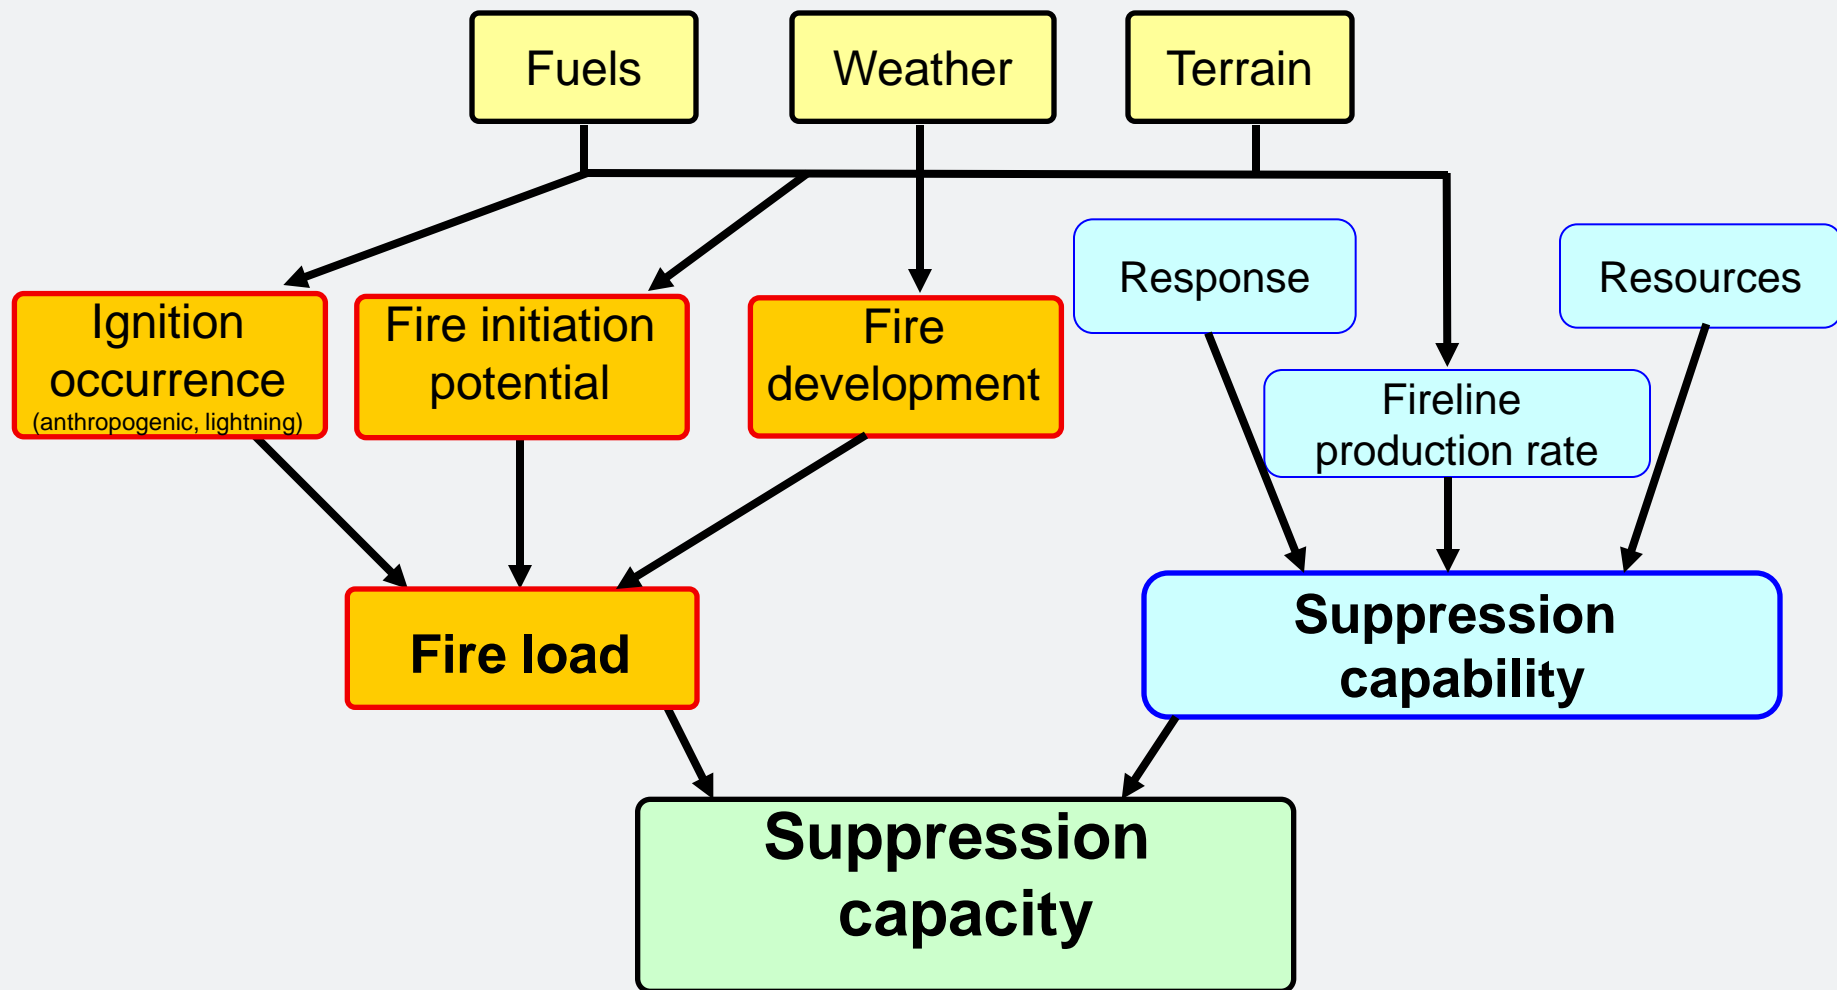 Fuels
Weather
Terrain
Response
Resources
Ignition
occurrence
(anthropogenic, lightning)
Fire initiation
potential
Fire
development
Fireline
production rate
Fire load
Suppression
capability
Suppression
capacity